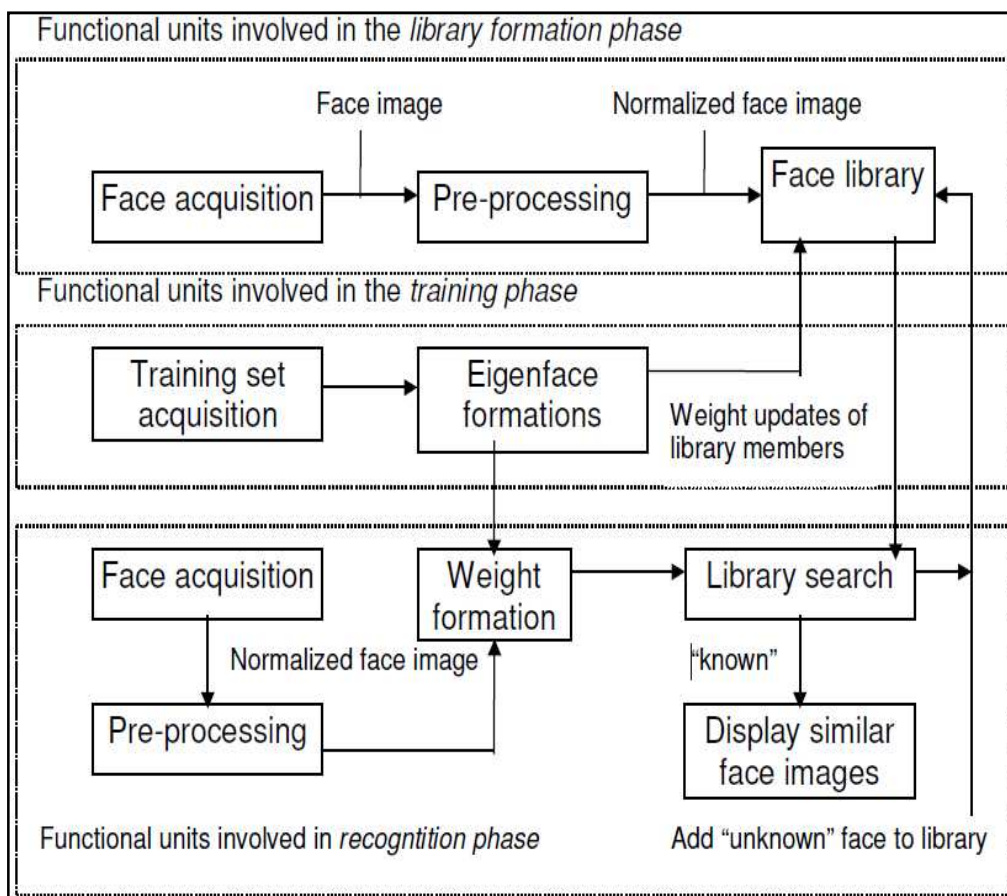 Functional units involved in the library formation phase
Face image
Normalized face image
Face acquisition
Pre-processing
Face library
Functional units involved in the training phase
Training set
acquisition
Eigenface
formations
Weight updates of
library members
Face acquisition
Weight
formation
Library search
Normalized face image
“known”
Pre-processing
Display similar
face images
Functional units involved in recogntition phase
Add “unknown” face to library